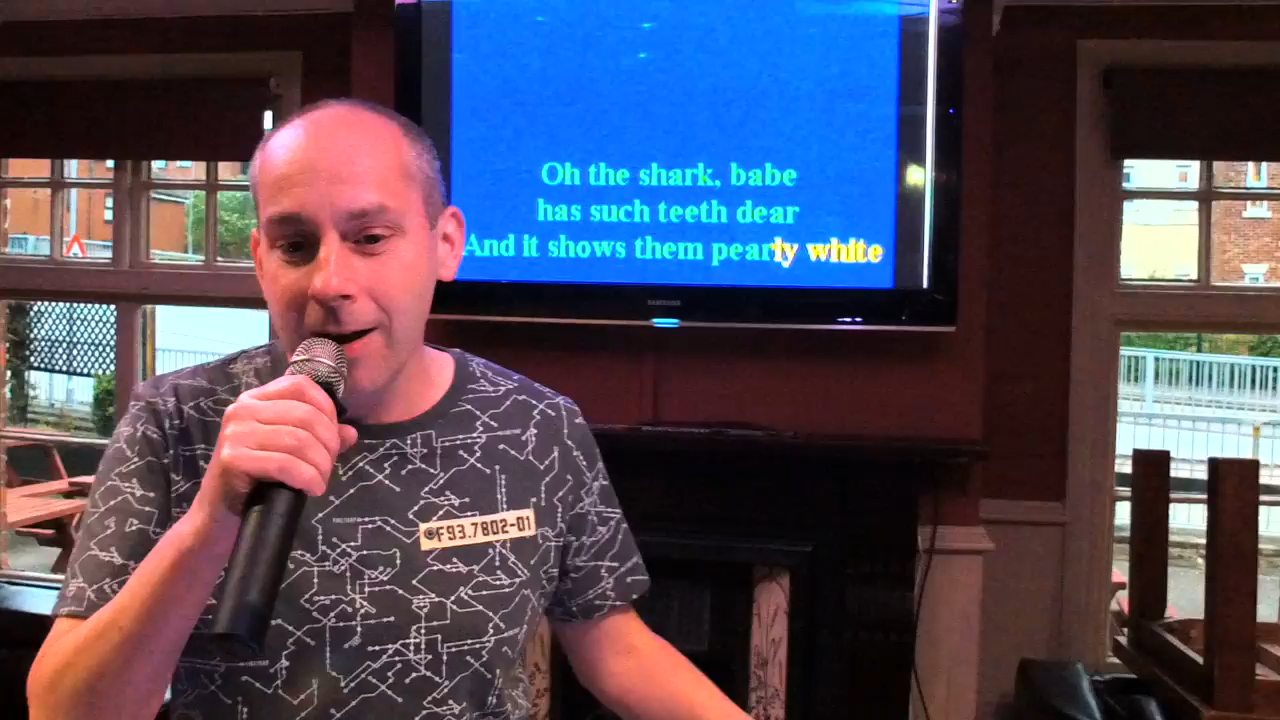 Oh the shark, babe
has such teeth dear
And it shows them pearly white
SAMSUNG
F93.7802-01